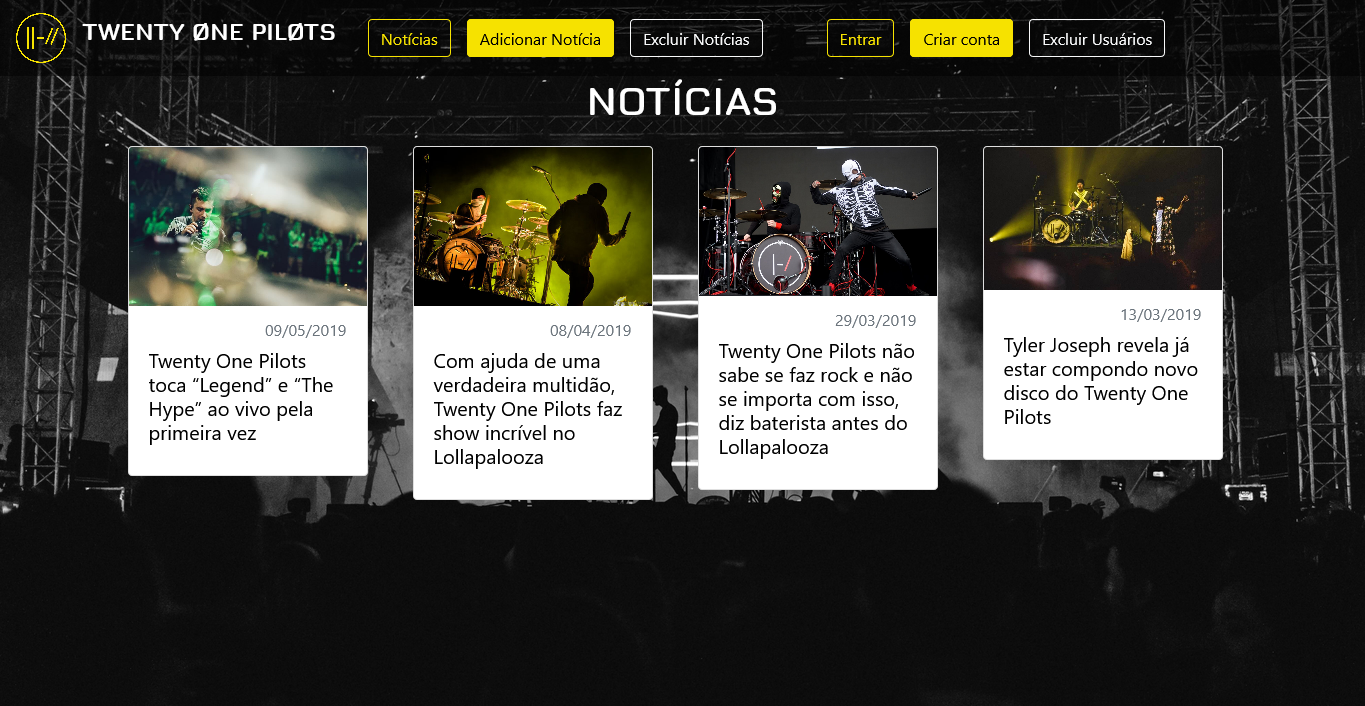 TWENTY ØNE PILØTS
Notícias
Adicionar Notícia
Excluir Notícias
Entrar
Criar conta
Excluir Usuários
NOTÍCIAS
09/05/2019
Twenty One Pilots
toca “Legend” e “The
Hype” ao vivo pela
primeira vez
08/04/2019
Com ajuda de uma
verdadeira multidão,
Twenty One Pilots faz
show incrível no
Lollapalooza
29/03/2019
Twenty One Pilots não
sabe se faz rock e não
se importa com isso,
diz baterista antes do
Lollapalooza
13/03/2019
Tyler Joseph revela já
estar compondo novo
disco do Twenty One
Pilots